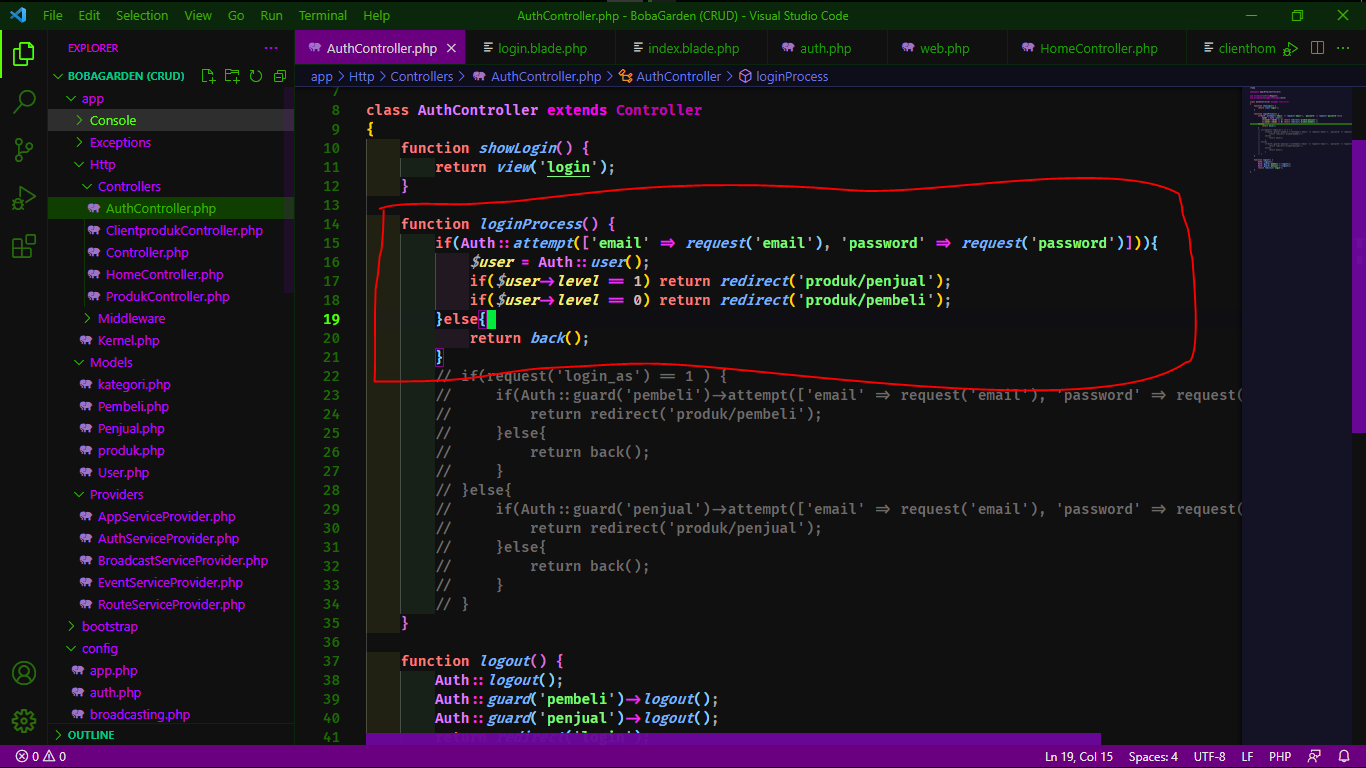 File Edit Selection View Go Run Terminal Help
AuthController.php - BobaGarden (CRUD) - Visual Studio Code
EXPLORER
BOBAGARDEN (CRUD)
app
Console
Exceptions
Http
Controllers
AuthController.php
ClientprodukController.php
Controller.php
HomeController.php
ProdukController.php
Middleware
Kernel.php
Models
kategori.php
Pembeli.php
Penjual.php
produk.php
User.php
Providers
AppServiceProvider.php
AuthServiceProvider.php
BroadcastServiceProvider.php
EventServiceProvider.php
RouteServiceProvider.php
bootstrap
config
app.php
auth.php
broadcasting.php
OUTLINE
AuthController.php login.blade.php index.blade.php auth.php web.php HomeController.php clienthom
app > Http > Controllers > AuthController.php > AuthController > loginProcess
7
8 class AuthController extends Controller
9 {
10 function showLogin() {
11 return view('login');
12 }
13
14 function loginProcess() {
15 if(Auth::attempt(['email' => request('email'), 'password' => request('password')])){
16 $user = Auth::user();
17 if($user->level == 1) return redirect('produk/penjual');
18 if($user->level == 0) return redirect('produk/pembeli');
19 }else{
20 return back();
21 }
22 // if(request('login_as') == 1 ) {
23 // if(Auth::guard('pembeli')->attempt(['email' => request('email'), 'password' => request(
24 // return redirect('produk/pembeli');
25 // }else{
26 // return back();
27 // }
28 // }else{
29 // if(Auth::guard('penjual')->attempt(['email' => request('email'), 'password' => request(
30 // return redirect('produk/penjual');
31 // }else{
32 // return back();
33 // }
34 // }
35 }
36
37 function logout() {
38 Auth::logout();
39 Auth::guard('pembeli')->logout();
40 Auth::guard('penjual')->logout();
41 return redirect('login');
0 0 Ln 19, Col 15 Spaces: 4 UTF-8 LF PHP